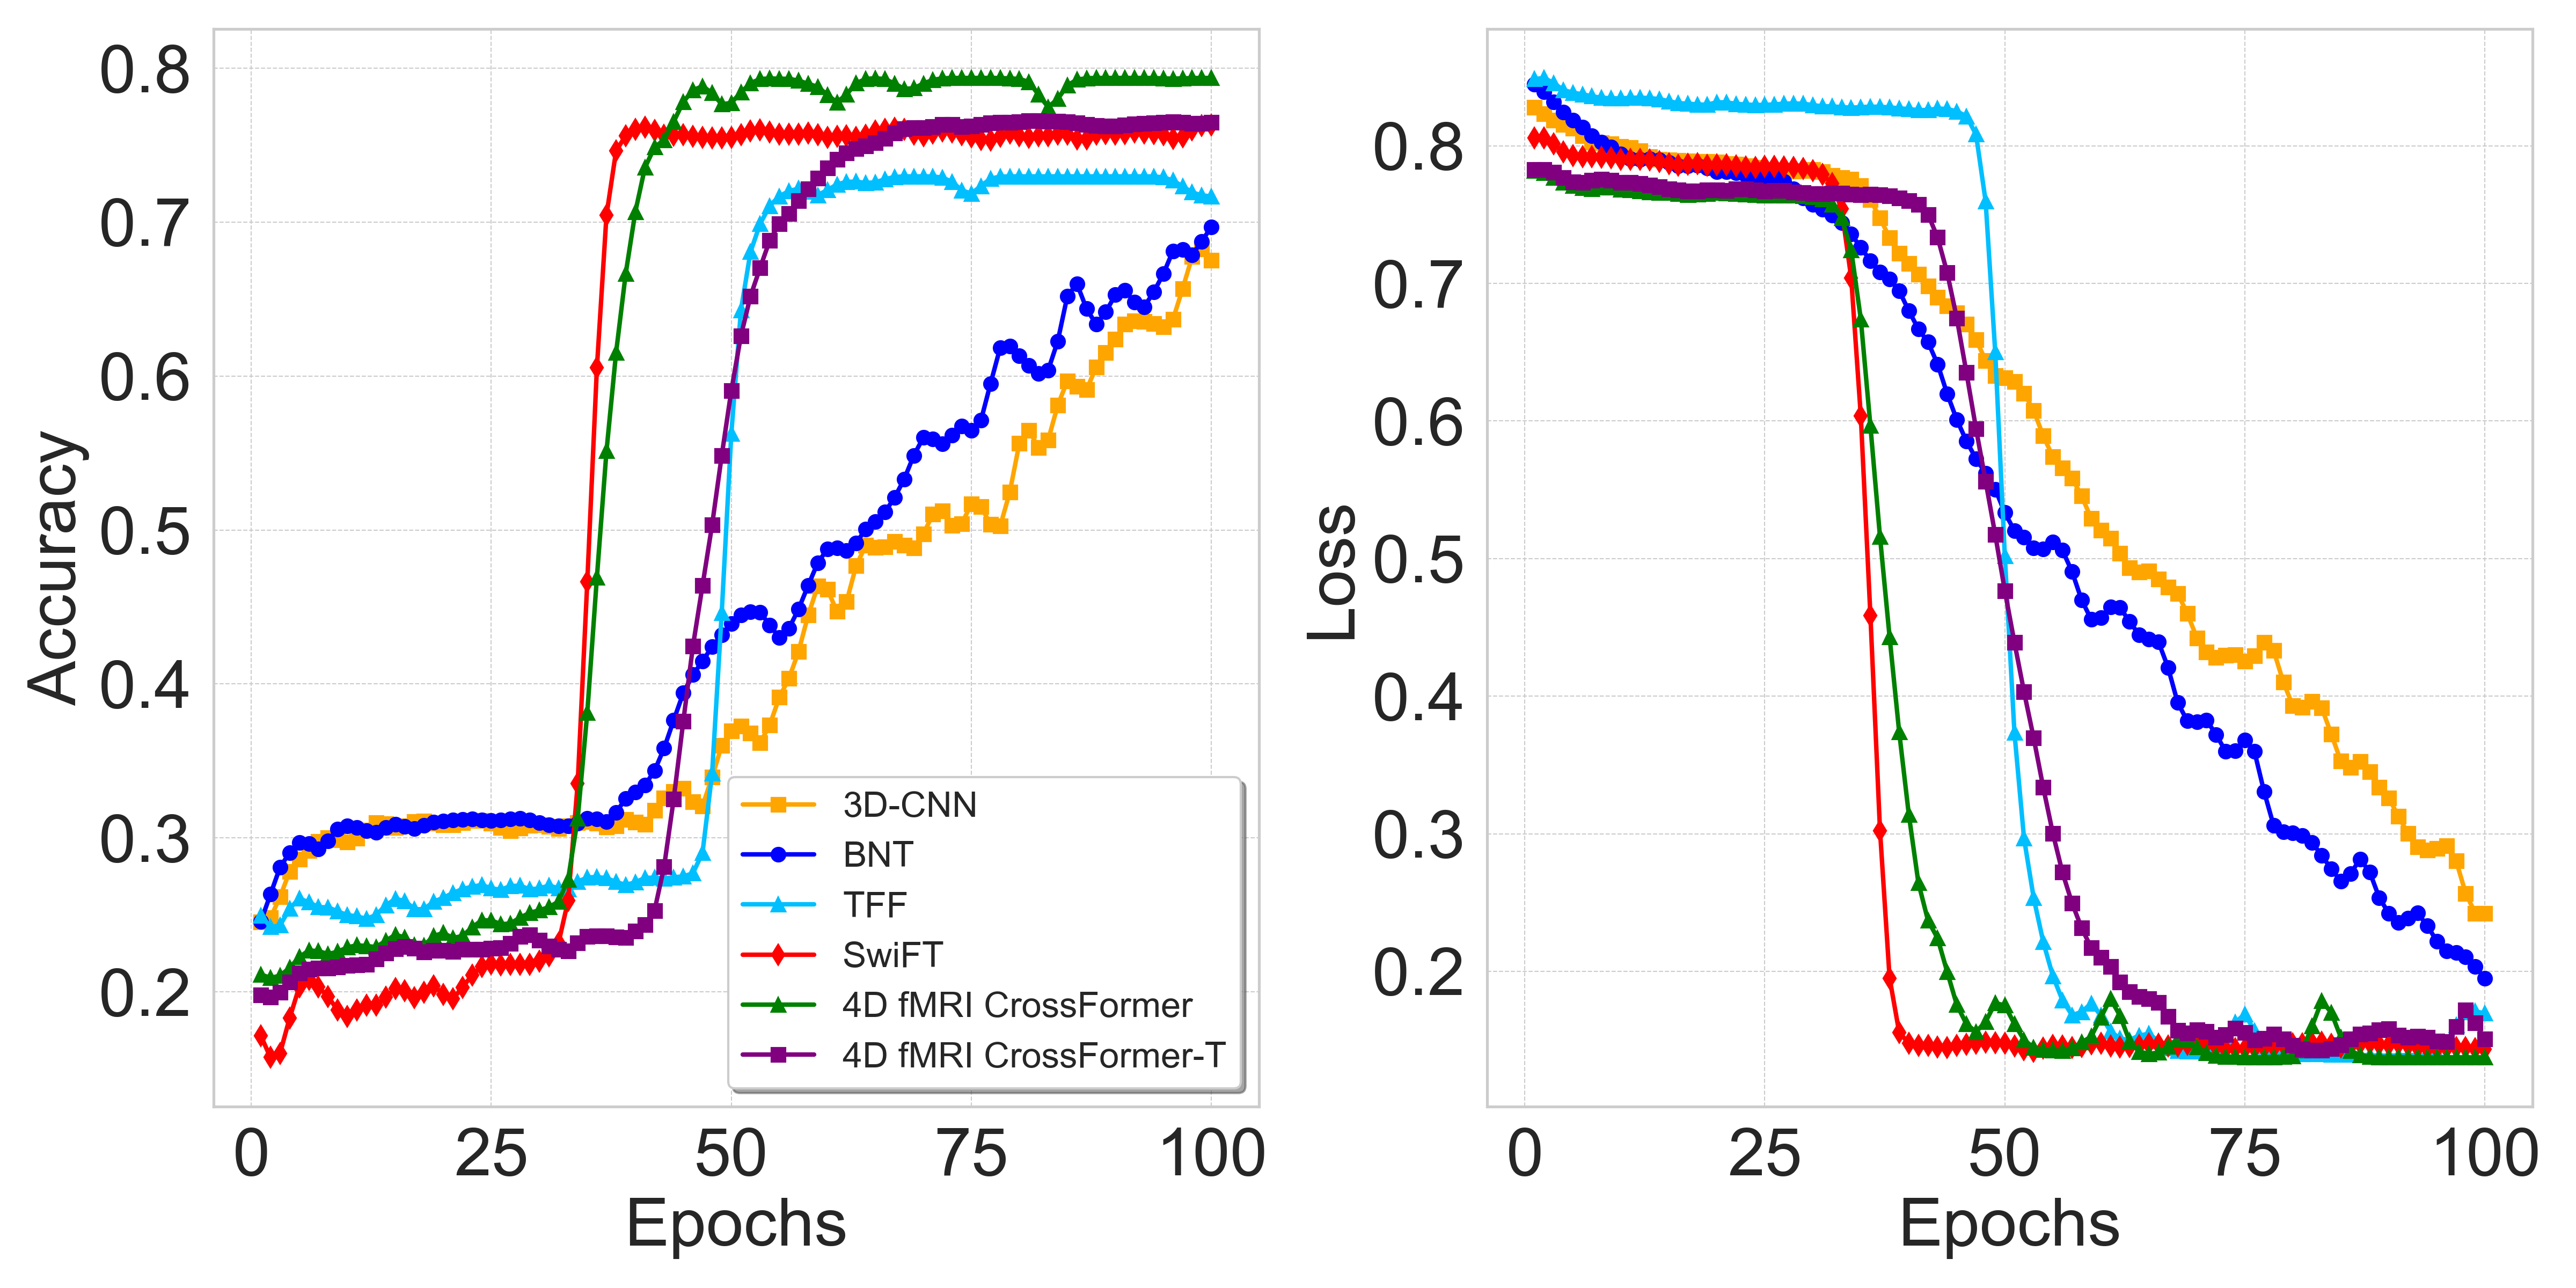 Accuracy
0.8
0.7
0.6
0.5
0.4
0.3
0.2
0 25 50 75 100
Epochs
3D-CNN
BNT
TFF
SwiFT
4D fMRI CrossFormer
4D fMRI CrossFormer-T
Loss
0.8
0.7
0.6
0.5
0.4
0.3
0.2
0 25 50 75 100
Epochs